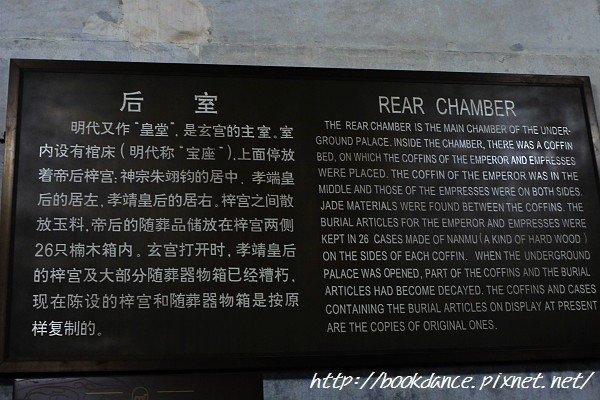 后 室
明代又作“皇堂”, 是玄宫的主室。室
内设有棺床(明代称“宝座”), 上面停放
着帝后梓宫: 神宗朱翊钧的居中, 孝端皇
后的居左, 孝靖皇后的居右。梓宫之间散
放玉料, 帝后的随葬品储放在梓宫两侧
26只楠木箱内。玄宫打开时, 孝靖皇后
的梓宫及大部分随葬器物箱已经糟朽,
现在陈设的梓宫和随葬器物箱是按原
样复制的。
REAR CHAMBER
THE REAR CHAMBER IS THE MAIN CHAMBER OF THE UNDER-
GROUND PALACE. INSIDE THE CHAMBER, THERE WAS A COFFIN
BED, ON WHICH THE COFFINS OF THE EMPEROR AND EMPRESSES
WERE PLACED. THE COFFIN OF THE EMPEROR WAS IN THE
MIDDLE AND THOSE OF THE EMPRESSES WERE ON BOTH SIDES.
JADE MATERIALS WERE FOUND BETWEEN THE COFFINS. THE
BURIAL ARTICLES FOR THE EMPEROR AND EMPRESSES WERE
KEPT IN 26 CASES MADE OF NANMU (A KIND OF HARD WOOD)
ON THE SIDES OF EACH COFFIN. WHEN THE UNDERGROUND
PALACE WAS OPENED, PART OF THE COFFINS AND THE BURIAL
ARTICLES HAD BECOME DECAYED. THE COFFINS AND CASES
CONTAINING THE BURIAL ARTICLES ON DISPLAY AT PRESENT
ARE THE COPIES OF ORIGINAL ONES.
http://bookdance.pixnet.net/